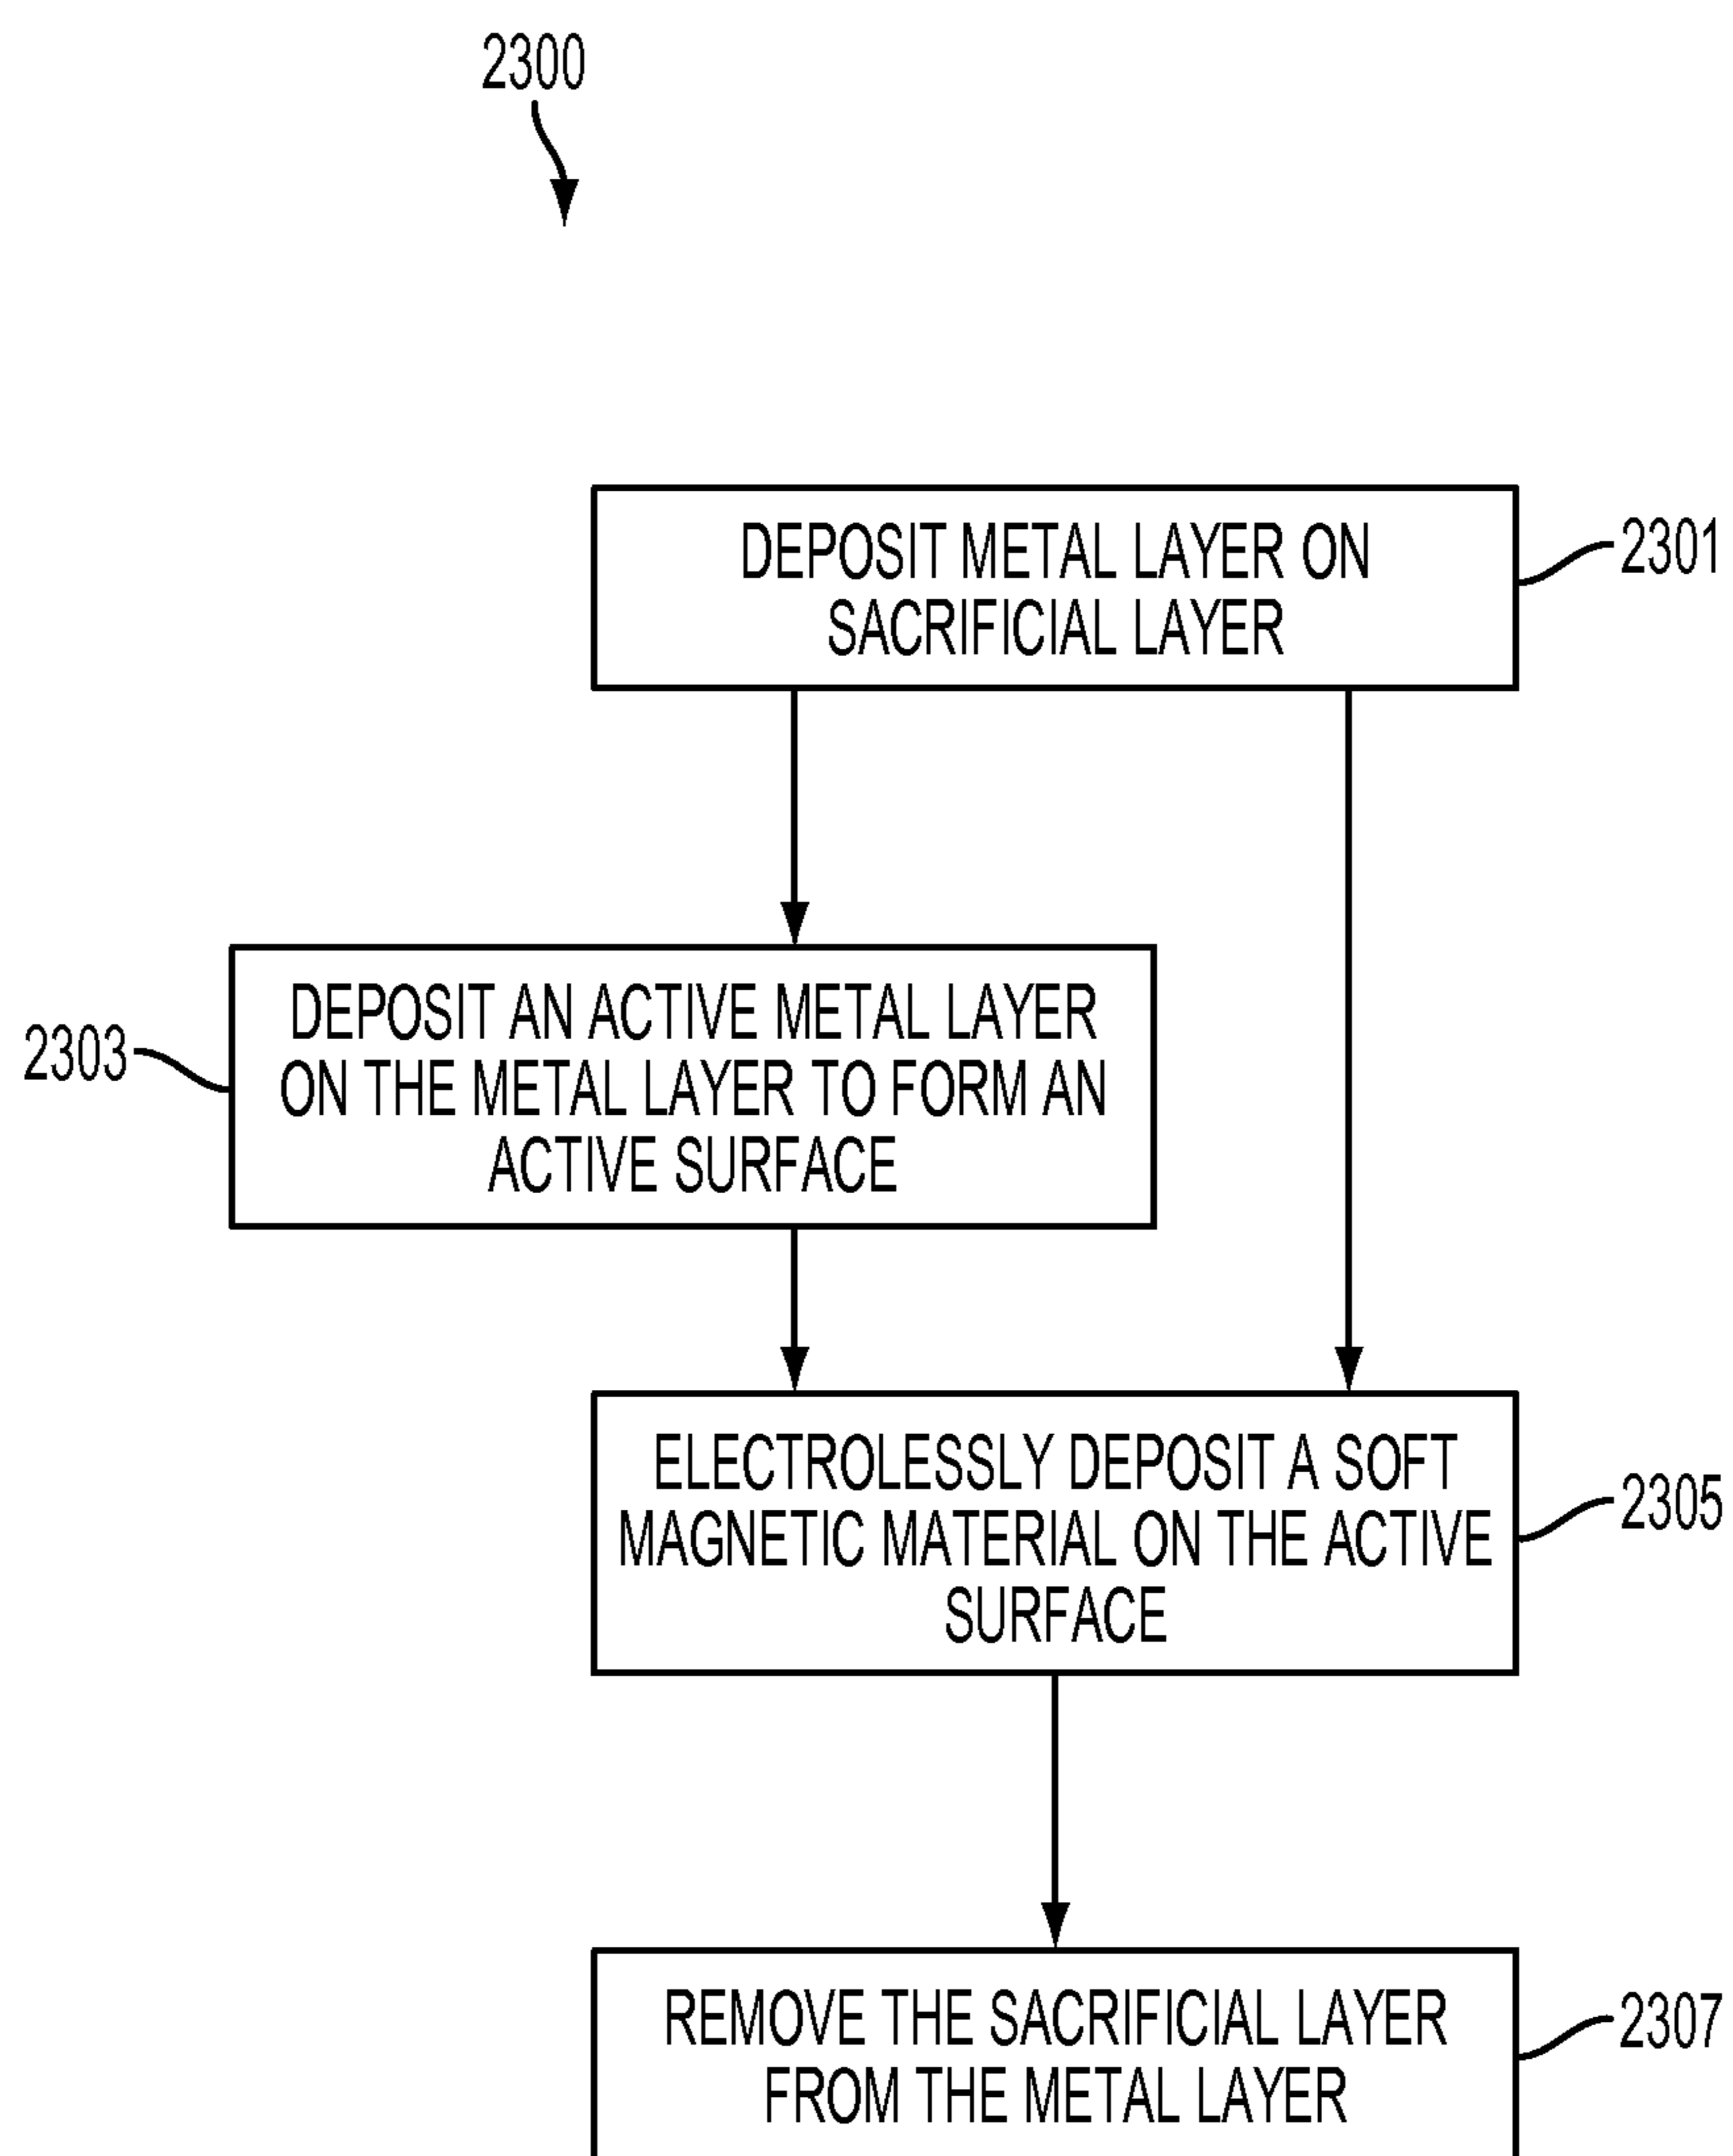 2300
DEPOSIT METAL LAYER ON
SACRIFICIAL LAYER
2301
DEPOSIT AN ACTIVE METAL LAYER
ON THE METAL LAYER TO FORM AN
ACTIVE SURFACE
2303
ELECTROLESSLY DEPOSIT A SOFT
MAGNETIC MATERIAL ON THE ACTIVE
SURFACE
2305
REMOVE THE SACRIFICIAL LAYER
FROM THE METAL LAYER
2307